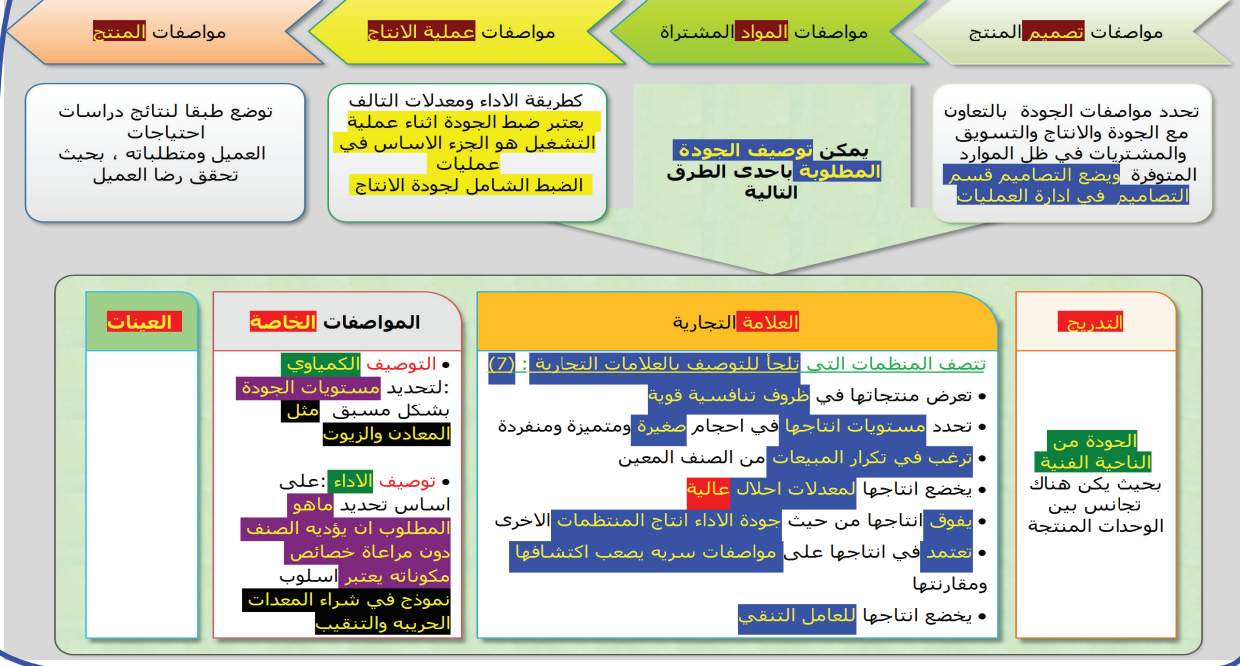 مواصفات تصميم المنتج
مواصفات المواد المشتراة
مواصفات عملية الانتاج
مواصفات المنتج
تحدد مواصفات الجودة بالتعاون
مع الجودة والانتاج والتسويق
والمشتريات في ظل الموارد
المتوفرة ويضع التصاميم قسم
التصاميم في ادارة العمليات
يمكن توصيف الجودة
المطلوبة باحدى الطرق
التالية
كطريقة الاداء ومعدلات التالف
يعتبر ضبط الجودة اثناء عملية
التشغيل هو الجزء الاساس في
عمليات
الضبط الشامل لجودة الانتاج
توضع طبقا لنتائج دراسات
احتياجات
العميل ومتطلباته ، بحيث
تحقق رضا العميل
التدريج
الجودة من
الناحية الفنية
بحيث يكن هناك
تجانس بين
الوحدات المنتجة
العلامة التجارية
تتصف المنظمات التي تلجأ للتوصيف بالعلامات التجارية : (7)
• تعرض منتجاتها في ظروف تنافسية قوية
• تحدد مستويات انتاجها في احجام صغيرة ومتميزة ومنفردة
• ترغب في تكرار المبيعات من الصنف المعين
• يخضع انتاجها لمعدلات احلال عالية
• يفوق انتاجها من حيث جودة الاداء انتاج المنتظمات الاخرى
• تعتمد في انتاجها على مواصفات سريه يصعب اكتشافها
ومقارنتها
• يخضع انتاجها للعامل التنقي
المواصفات الخاصة
• التوصيف الكمياوي
:لتحديد مستويات الجودة
بشكل مسبق مثل
المعادن والزيوت
• توصيف الاداء :على
اساس تحديد ماهو
المطلوب ان يؤديه الصنف
دون مراعاة خصائص
مكوناته يعتبر اسلوب
نموذج في شراء المعدات
الحربيه والتنقيب
العينات